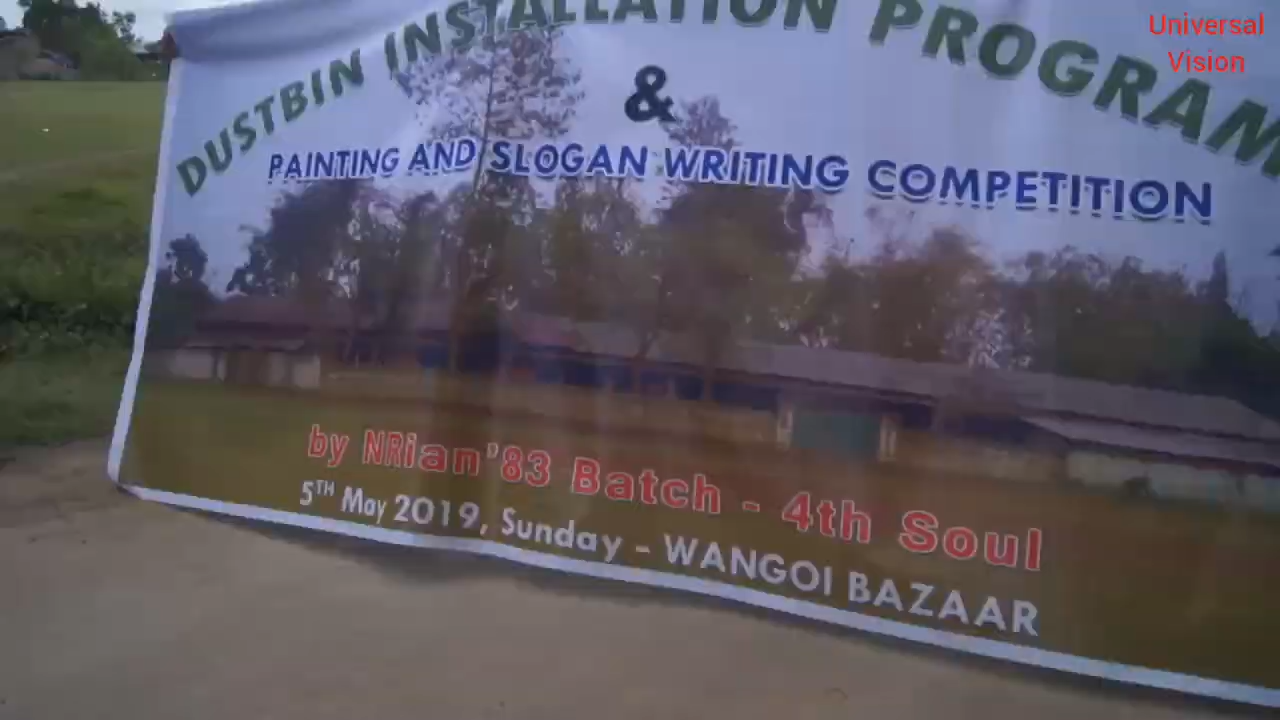 Universal
Vision
DUSTBIN INSTALLATION PROGRAM
&
PAINTING AND SLOGAN WRITING COMPETITION
by NRian'83 Batch - 4th Soul
5TH May 2019, Sunday - WANGOI BAZAAR